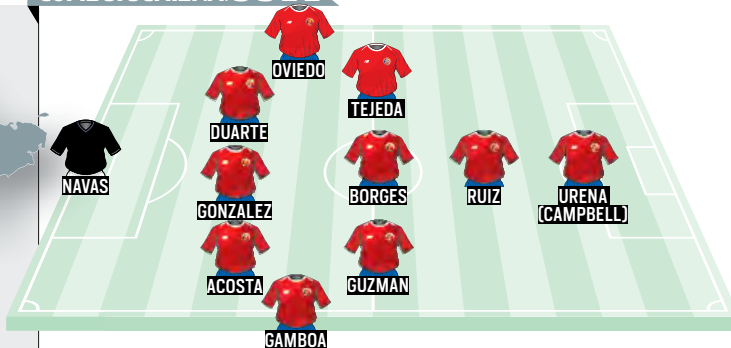 OVIEDO
TEJEDA
DUARTE
NAVAS
BORGES
RUIZ
URENA
(CAMPBELL)
GONZALEZ
ACOSTA
GUZMAN
GAMBOA